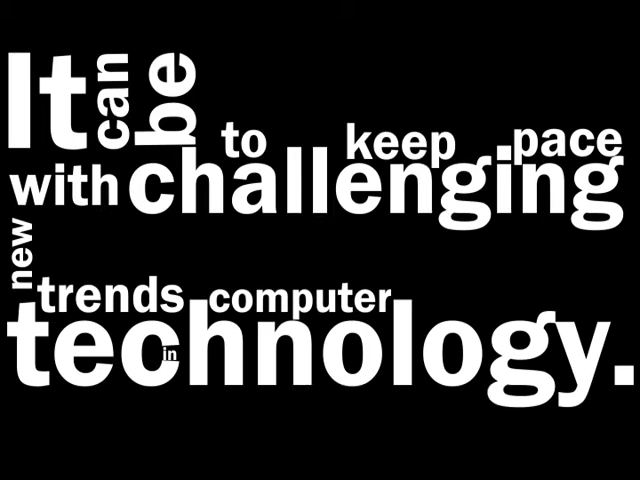 It can be
to keep pace
with challenging
new
trends computer
in
technology.